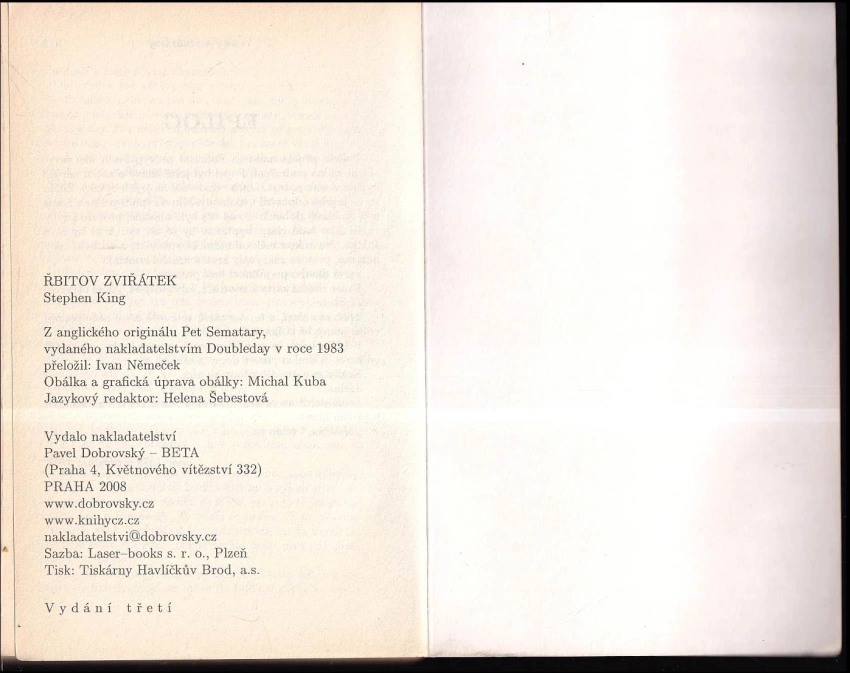 ŘBITOV ZVIŘÁTEK
Stephen King
Z anglického originálu Pet Sematary,
vydaného nakladatelstvím Doubleday v roce 1983
přeložil: Ivan Němeček
Obálka a grafická úprava obálky: Michal Kuba
Jazykový redaktor: Helena Šebestová
Vydalo nakladatelství
Pavel Dobrovský – BETA
(Praha 4, Květnového vítězství 332)
PRAHA 2008
www.dobrovsky.cz
www.knihycz.cz
nakladatelstvi@dobrovsky.cz
Sazba: Laser–books s. r. o., Plzeň
Tisk: Tiskárny Havlíčkův Brod, a.s.
Vydání třetí